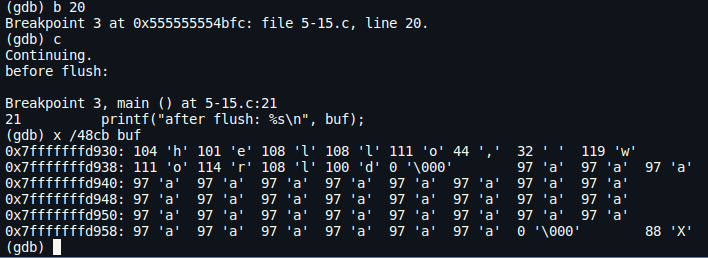 (gdb) b 20
Breakpoint 3 at 0x555555554bfc: file 5-15.c, line 20.
(gdb) c
Continuing.
before flush:

Breakpoint 3, main () at 5-15.c:21
21          printf("after flush: %s\n", buf);
(gdb) x /48cb buf
0x7fffffffd930: 104 'h' 101 'e' 108 'l' 108 'l' 111 'o' 44 ','  32 ' '  119 'w'
0x7fffffffd938: 111 'o' 114 'r' 108 'l' 100 'd' 0 '\000'        97 'a'  97 'a'  97 'a'
0x7fffffffd940: 97 'a'  97 'a'  97 'a'  97 'a'  97 'a'  97 'a'  97 'a'  97 'a'
0x7fffffffd948: 97 'a'  97 'a'  97 'a'  97 'a'  97 'a'  97 'a'  97 'a'  97 'a'
0x7fffffffd950: 97 'a'  97 'a'  97 'a'  97 'a'  97 'a'  97 'a'  97 'a'  97 'a'
0x7fffffffd958: 97 'a'  97 'a'  97 'a'  97 'a'  97 'a'  97 'a'  0 '\000'        88 'X'
(gdb)